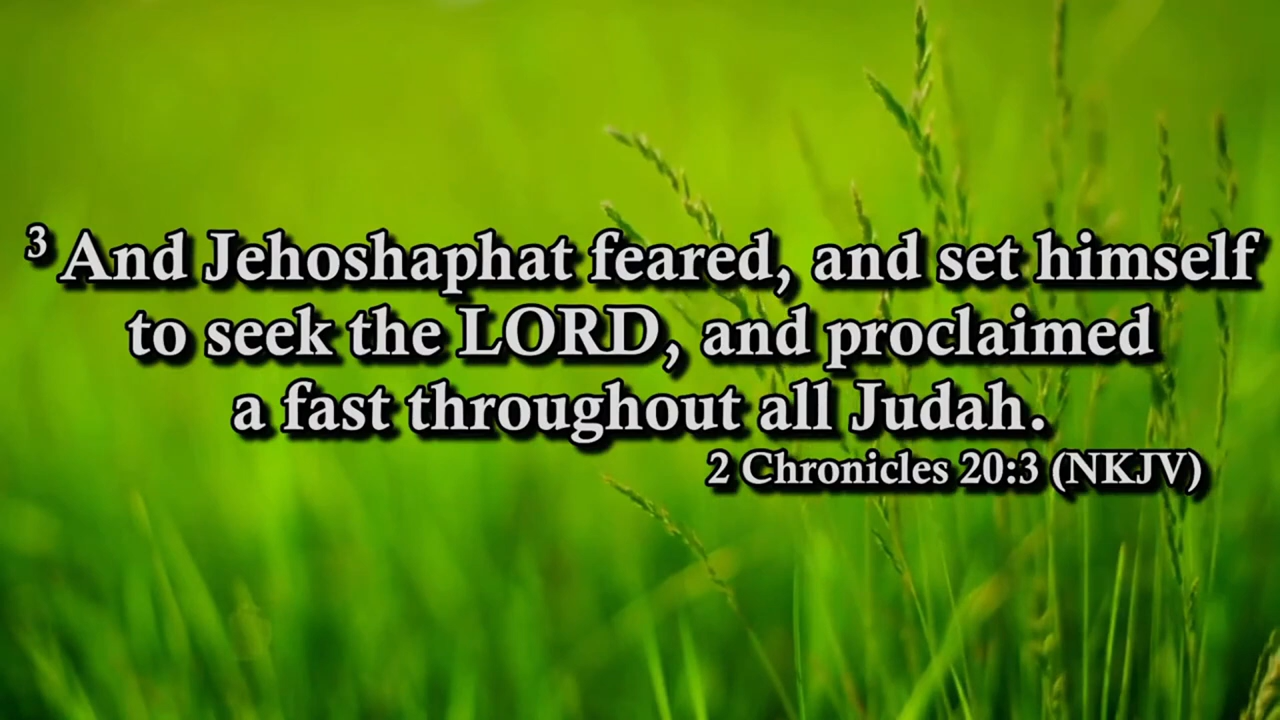 ³ And Jehoshaphat feared, and set himself
to seek the LORD, and proclaimed
a fast throughout all Judah.
2 Chronicles 20:3 (NKJV)